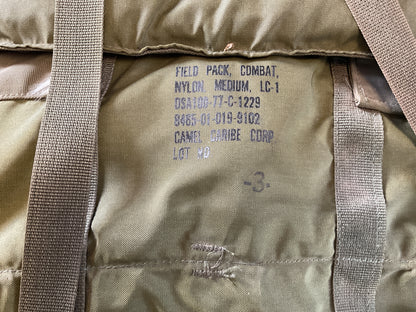 FIELD PACK, COMBAT,
NYLON, MEDIUM, LC-1
DSA100-77-C-1229
8465-01-019-9102
CAMEL CARIBE CORP.
LOT NO
-3-